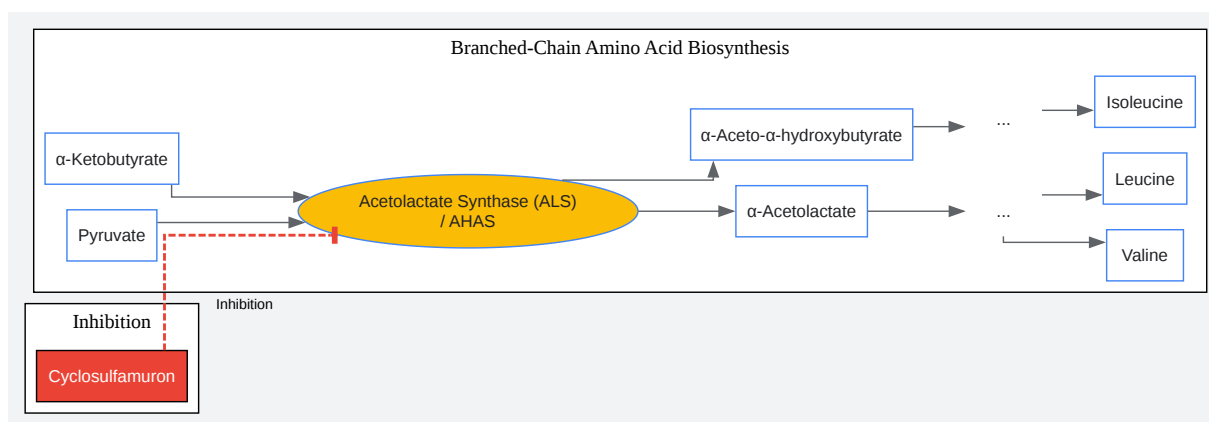 Branched-Chain Amino Acid Biosynthesis
α-Ketobutyrate
Pyruvate
Acetolactate Synthase (ALS)
/ AHAS
α-Aceto-α-hydroxybutyrate
α-Acetolactate
...
...
Isoleucine
Leucine
Valine
Inhibition
Inhibition
Cyclosulfamuron